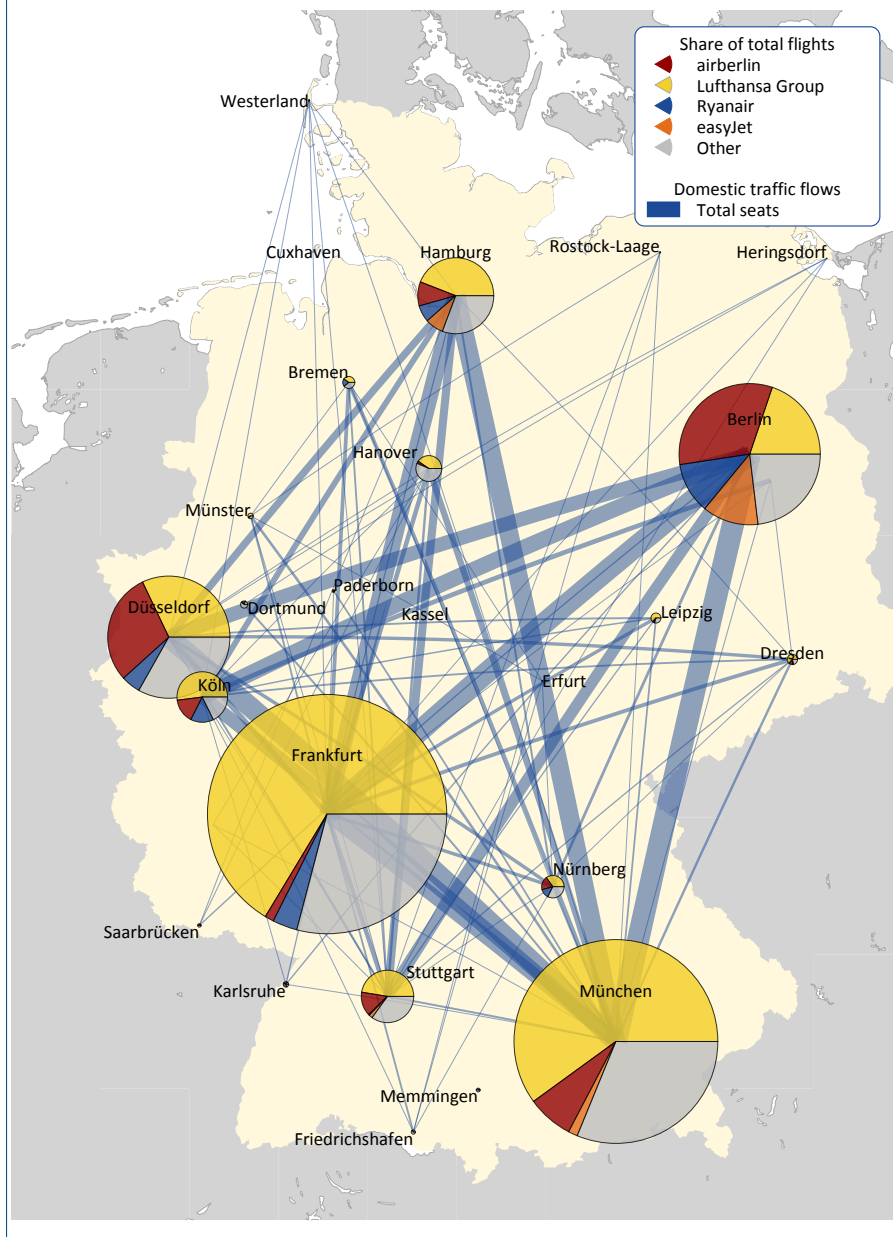 Share of total flights
airberlin
Lufthansa Group
Ryanair
easyJet
Other
Domestic traffic flows
Total seats
Westerland
Cuxhaven
Hamburg
Rostock-Laage
Heringsdorf
Bremen
Berlin
Hanover
Münster
Paderborn
Düsseldorf
Dortmund
Kassel
Leipzig
Dresden
Köln
Erfurt
Frankfurt
Nürnberg
Saarbrücken
Stuttgart
Karlsruhe
München
Memmingen
Friedrichshafen